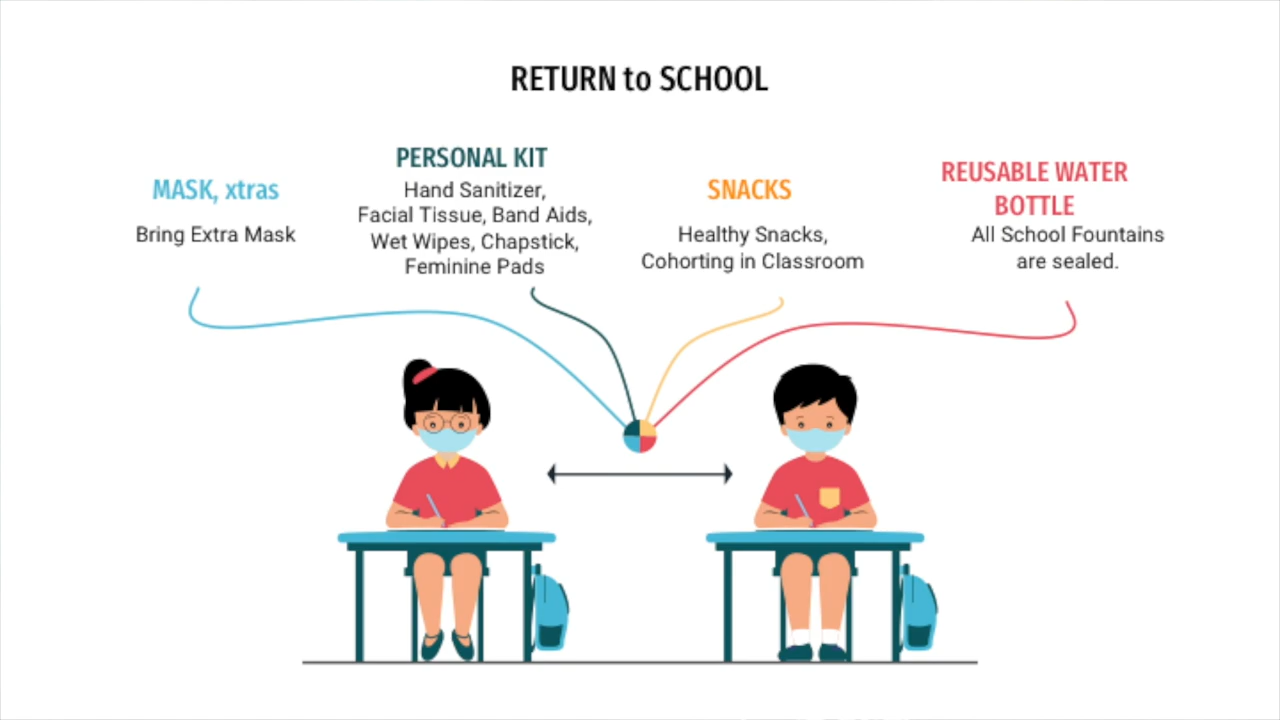 RETURN to SCHOOL
MASK, xtras
Bring Extra Mask
PERSONAL KIT
Hand Sanitizer,
Facial Tissue, Band Aids,
Wet Wipes, Chapstick,
Feminine Pads
SNACKS
Healthy Snacks,
Cohorting in Classroom
REUSABLE WATER
BOTTLE
All School Fountains
are sealed.